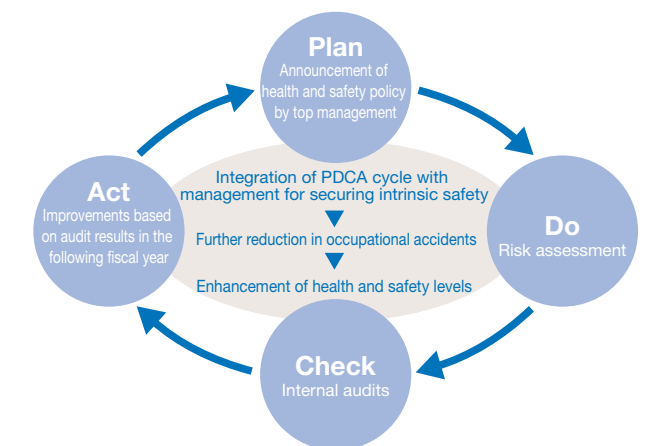 Plan
Announcement of
health and safety policy
by top management
Integration of PDCA cycle with
management for securing intrinsic safety
Further reduction in occupational accidents
Enhancement of health and safety levels
Act
Improvements based
on audit results in the
following fiscal year
Do
Risk assessment
Check
Internal audits